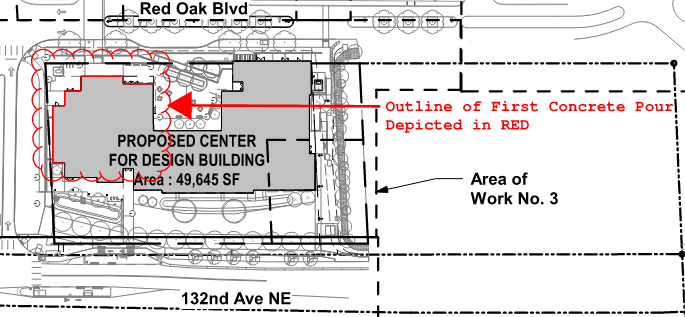 Red Oak Blvd
Outline of First Concrete Pour
Depicted in RED
PROPOSED CENTER
FOR DESIGN BUILDING
Area : 49,645 SF
Area of
Work No. 3
132nd Ave NE